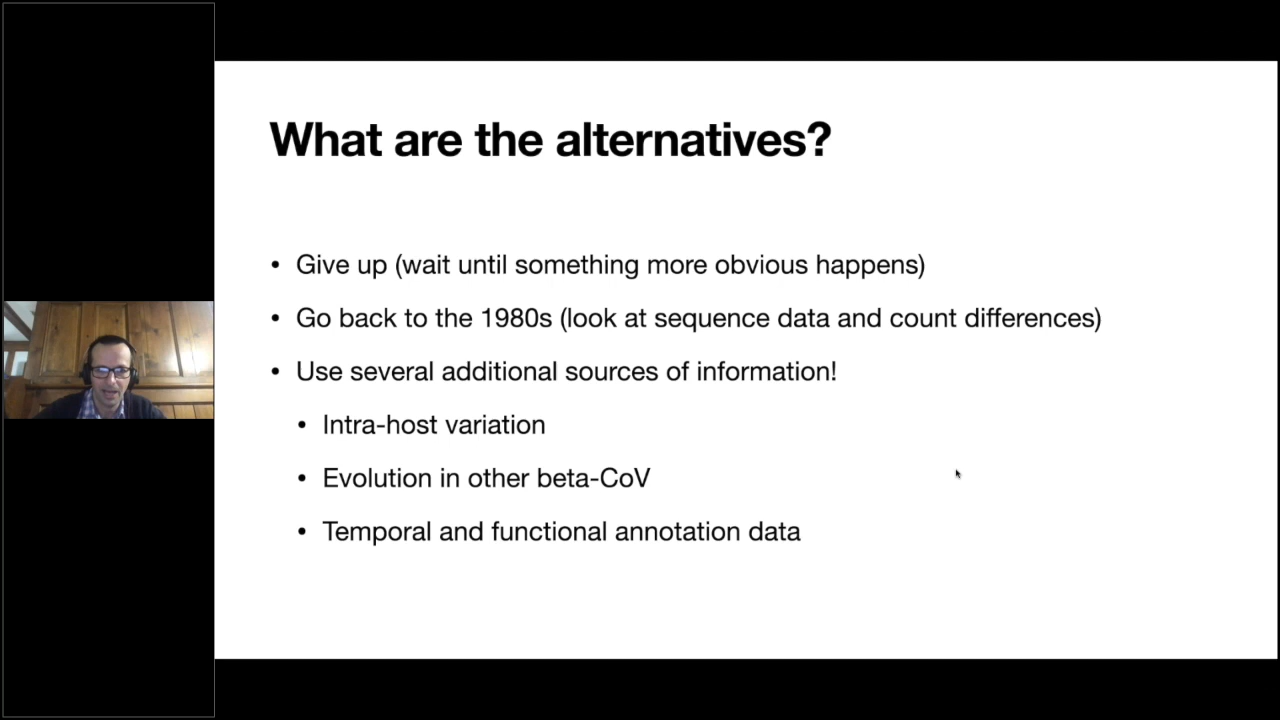 What are the alternatives?
• Give up (wait until something more obvious happens)
• Go back to the 1980s (look at sequence data and count differences)
• Use several additional sources of information!
• Intra-host variation
• Evolution in other beta-CoV
• Temporal and functional annotation data